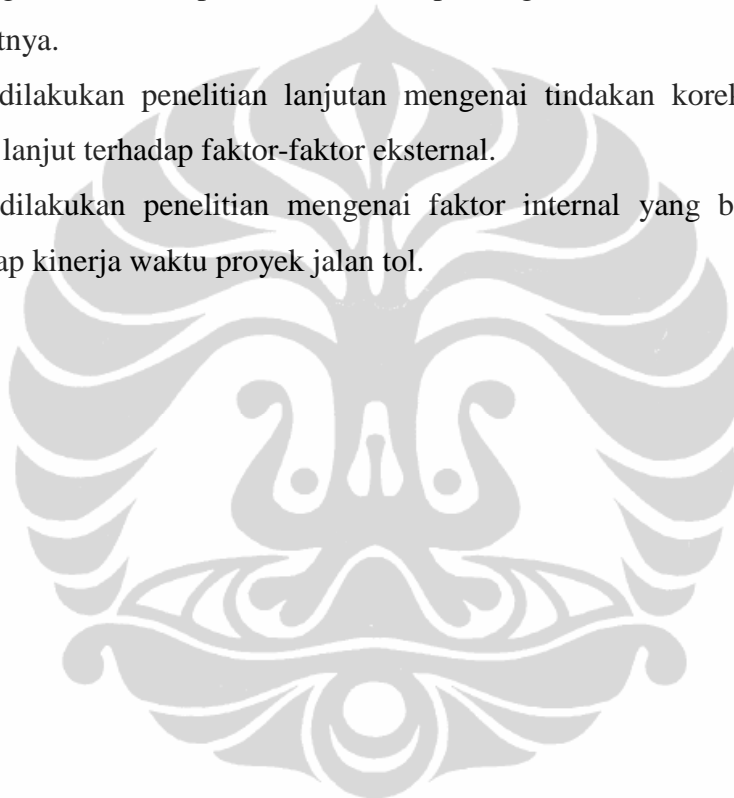 tnya.
dilakukan penelitian lanjutan mengenai tindakan korek
lanjut terhadap faktor-faktor eksternal.
dilakukan penelitian mengenai faktor internal yang b
ap kinerja waktu proyek jalan tol.